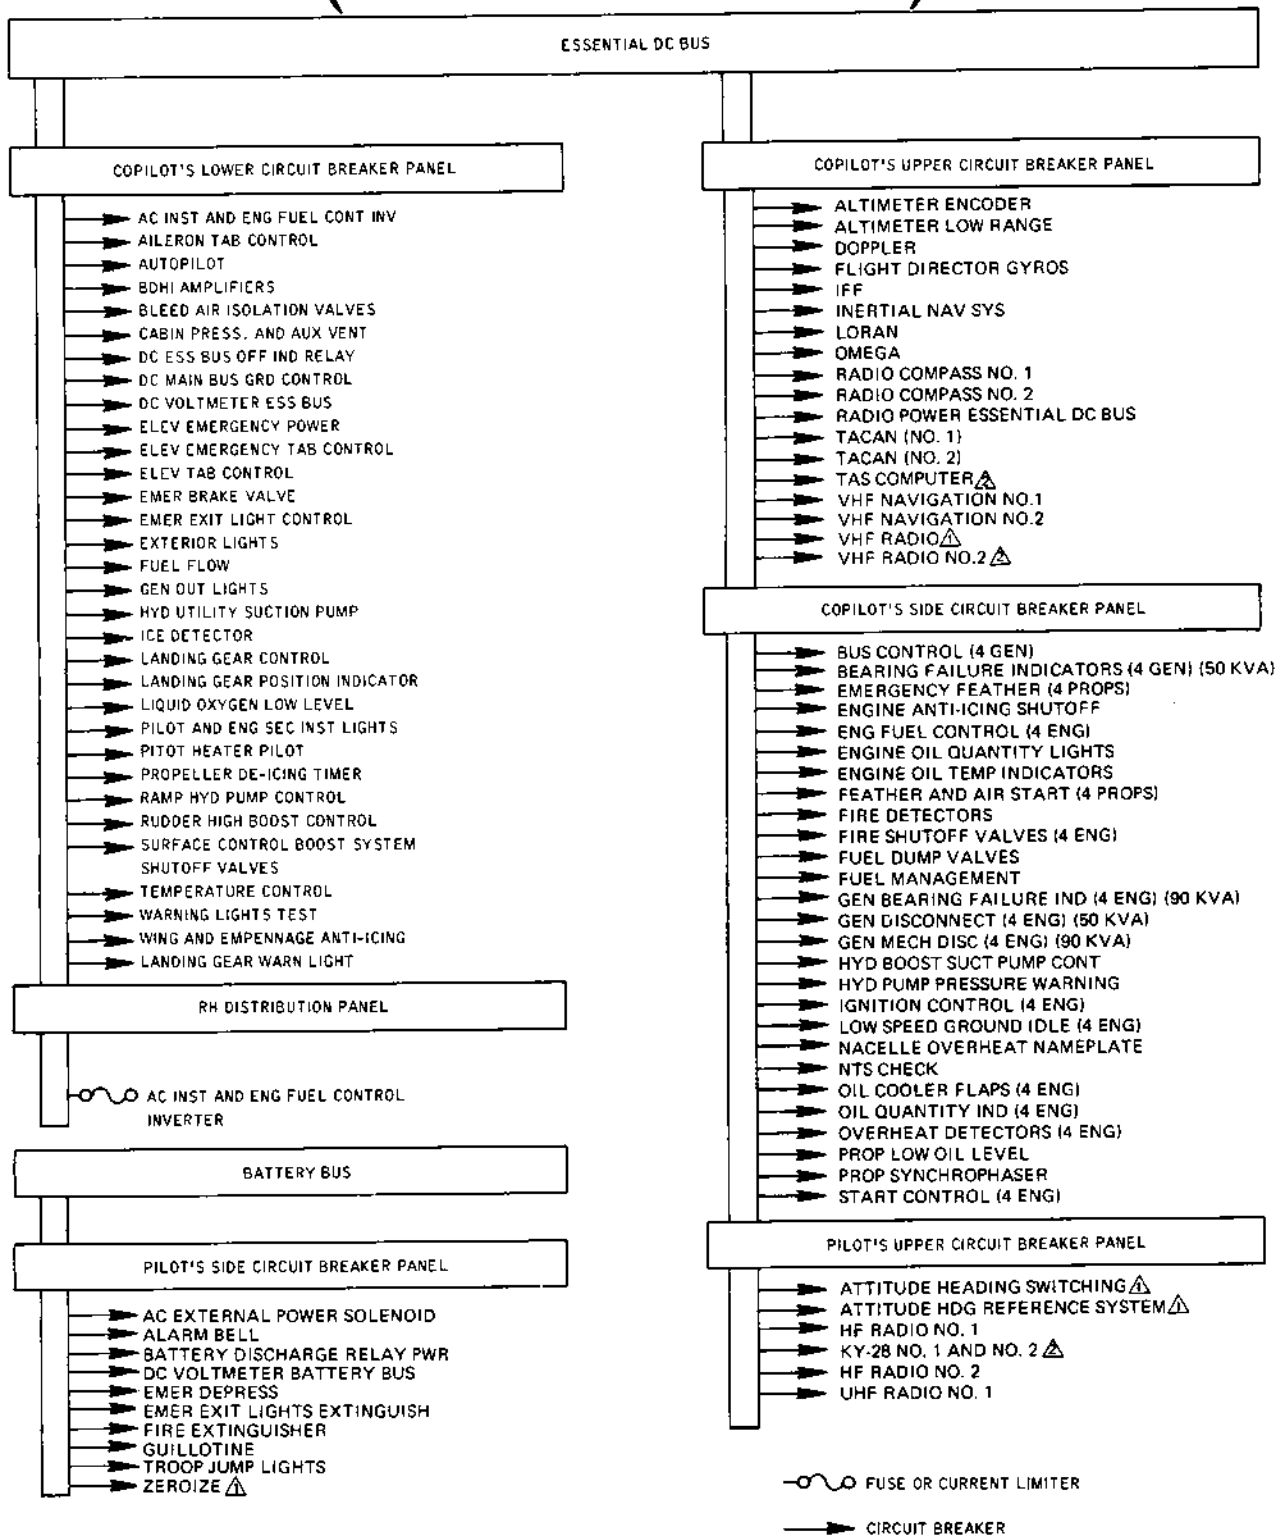 ESSENTIAL DC BUS
COPILOT'S LOWER CIRCUIT BREAKER PANEL
AC INST AND ENG FUEL CONT INV
AILERON TAB CONTROL
AUTOPILOT
BDHI AMPLIFIERS
BLEED AIR ISOLATION VALVES
CABIN PRESS. AND AUX VENT
DC ESS BUS OFF IND RELAY
DC MAIN BUS GRD CONTROL
DC VOLTMETER ESS BUS
ELEV EMERGENCY POWER
ELEV EMERGENCY TAB CONTROL
ELEV TAB CONTROL
EMER BRAKE VALVE
EMER EXIT LIGHT CONTROL
EXTERIOR LIGHTS
FUEL FLOW
GEN OUT LIGHTS
HYD UTILITY SUCTION PUMP
ICE DETECTOR
LANDING GEAR CONTROL
LANDING GEAR POSITION INDICATOR
LIQUID OXYGEN LOW LEVEL
PILOT AND ENG SEC INST LIGHTS
PITOT HEATER PILOT
PROPELLER DE-ICING TIMER
RAMP HYD PUMP CONTROL
RUDDER HIGH BOOST CONTROL
SURFACE CONTROL BOOST SYSTEM
SHUTOFF VALVES
TEMPERATURE CONTROL
WARNING LIGHTS TEST
WING AND EMPENNAGE ANTI-ICING
LANDING GEAR WARN LIGHT
RH DISTRIBUTION PANEL
AC INST AND ENG FUEL CONTROL
INVERTER
BATTERY BUS
PILOT'S SIDE CIRCUIT BREAKER PANEL
AC EXTERNAL POWER SOLENOID
ALARM BELL
BATTERY DISCHARGE RELAY PWR
DC VOLTMETER BATTERY BUS
EMER DEPRESS
EMER EXIT LIGHTS EXTINGUISH
FIRE EXTINGUISHER
GUILLOTINE
TROOP JUMP LIGHTS
ZEROIZE 1
COPILOT'S UPPER CIRCUIT BREAKER PANEL
ALTIMETER ENCODER
ALTIMETER LOW RANGE
DOPPLER
FLIGHT DIRECTOR GYROS
IFF
INERTIAL NAV SYS
LORAN
OMEGA
RADIO COMPASS NO. 1
RADIO COMPASS NO. 2
RADIO POWER ESSENTIAL DC BUS
TACAN (NO. 1)
TACAN (NO. 2)
TAS COMPUTER 2
VHF NAVIGATION NO.1
VHF NAVIGATION NO.2
VHF RADIO 1
VHF RADIO NO.2 2
COPILOT'S SIDE CIRCUIT BREAKER PANEL
BUS CONTROL (4 GEN)
BEARING FAILURE INDICATORS (4 GEN) (50 KVA)
EMERGENCY FEATHER (4 PROPS)
ENGINE ANTI-ICING SHUTOFF
ENG FUEL CONTROL (4 ENG)
ENGINE OIL QUANTITY LIGHTS
ENGINE OIL TEMP INDICATORS
FEATHER AND AIR START (4 PROPS)
FIRE DETECTORS
FIRE SHUTOFF VALVES (4 ENG)
FUEL DUMP VALVES
FUEL MANAGEMENT
GEN BEARING FAILURE IND (4 ENG) (90 KVA)
GEN DISCONNECT (4 ENG) (50 KVA)
GEN MECH DISC (4 ENG) (90 KVA)
HYD BOOST SUCT PUMP CONT
HYD PUMP PRESSURE WARNING
IGNITION CONTROL (4 ENG)
LOW SPEED GROUND IDLE (4 ENG)
NACELLE OVERHEAT NAMEPLATE
NTS CHECK
OIL COOLER FLAPS (4 ENG)
OIL QUANTITY IND (4 ENG)
OVERHEAT DETECTORS (4 ENG)
PROP LOW OIL LEVEL
PROP SYNCHROPHASER
START CONTROL (4 ENG)
PILOT'S UPPER CIRCUIT BREAKER PANEL
ATTITUDE HEADING SWITCHING 1
ATTITUDE HDG REFERENCE SYSTEM 1
HF RADIO NO. 1
KY-28 NO. 1 AND NO. 2 2
HF RADIO NO. 2
UHF RADIO NO. 1
FUSE OR CURRENT LIMITER
CIRCUIT BREAKER